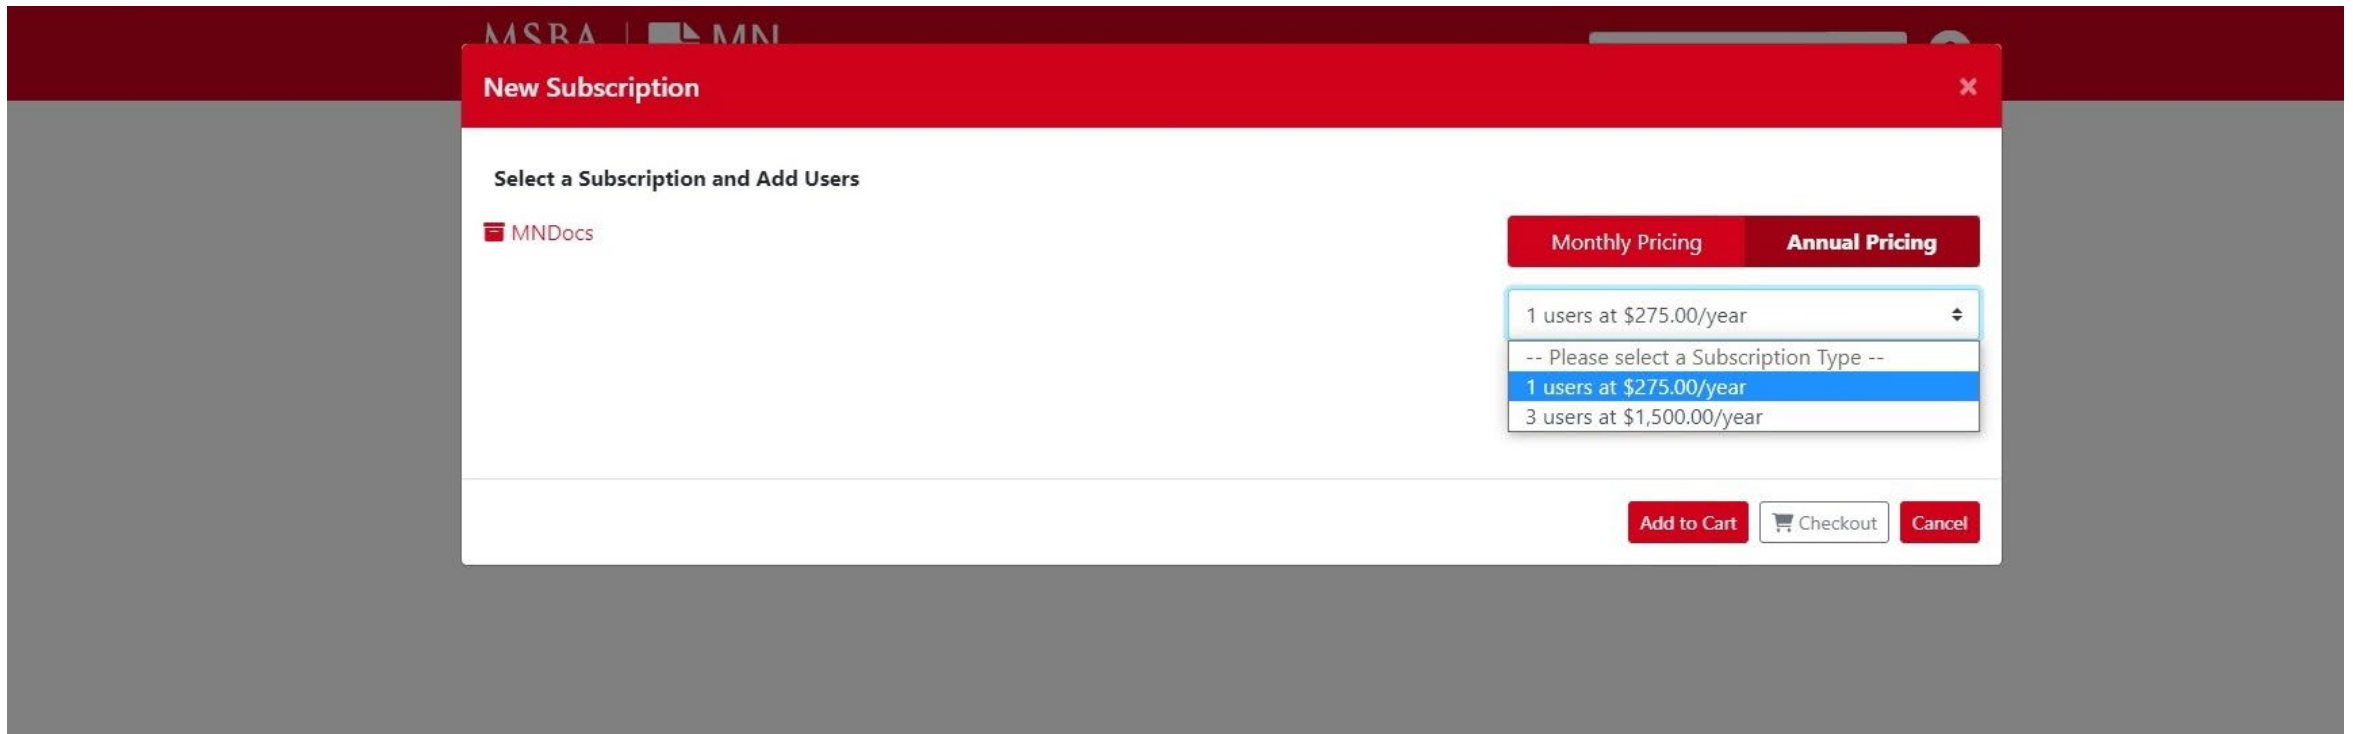 MSBA | MN
New Subscription ×
Select a Subscription and Add Users
MNDocs
Monthly Pricing Annual Pricing
1 users at $275.00/year
-- Please select a Subscription Type --
1 users at $275.00/year
3 users at $1,500.00/year
Add to Cart Checkout Cancel